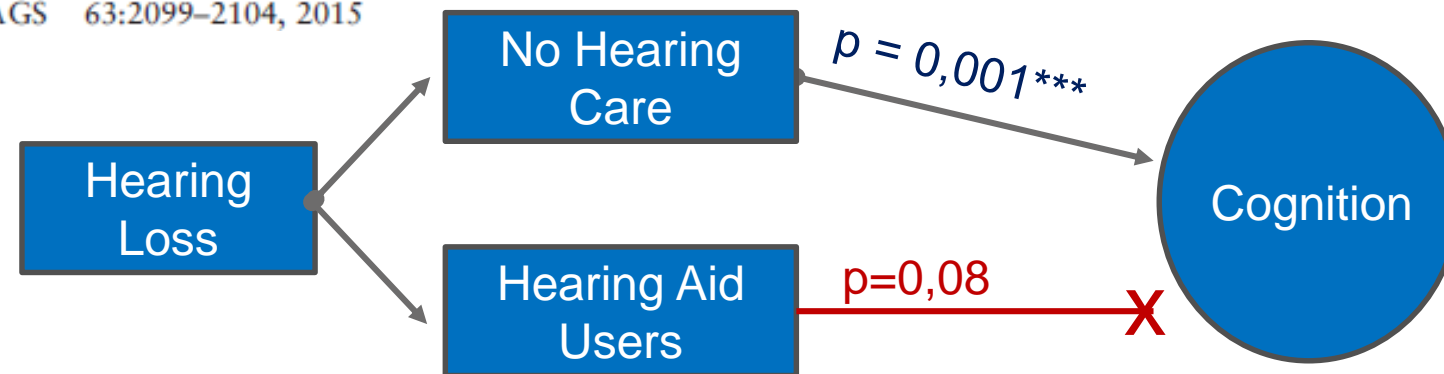 AGS 63:2099–2104, 2015
No Hearing
Care
p = 0,001***
Hearing
Loss
Cognition
Hearing Aid
Users
p=0,08
X